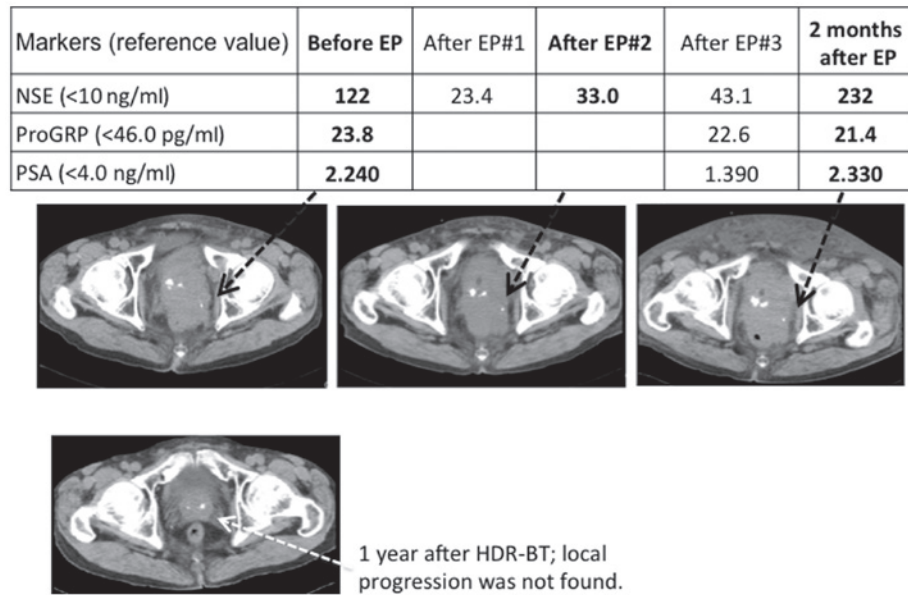 Markers (reference value) Before EP After EP#1 After EP#2 After EP#3 2 months after EP
NSE (<10 ng/ml) 122 23.4 33.0 43.1 232
ProGRP (<46.0 pg/ml) 23.8 22.6 21.4
PSA (<4.0 ng/ml) 2.240 1.390 2.330
1 year after HDR-BT; local
progression was not found.